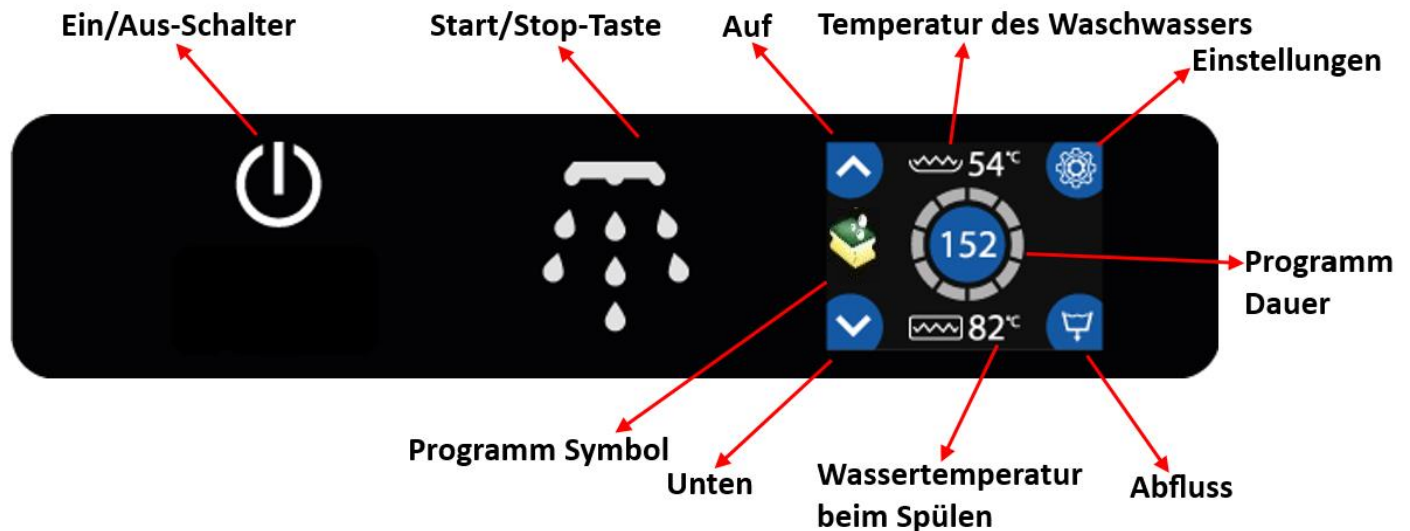 Ein/Aus-Schalter
Start/Stop-Taste
Auf
Temperatur des Waschwassers
Einstellungen
54°C
152
Programm
Dauer
82°C
Programm Symbol
Unten
Wassertemperatur
beim Spülen
Abfluss